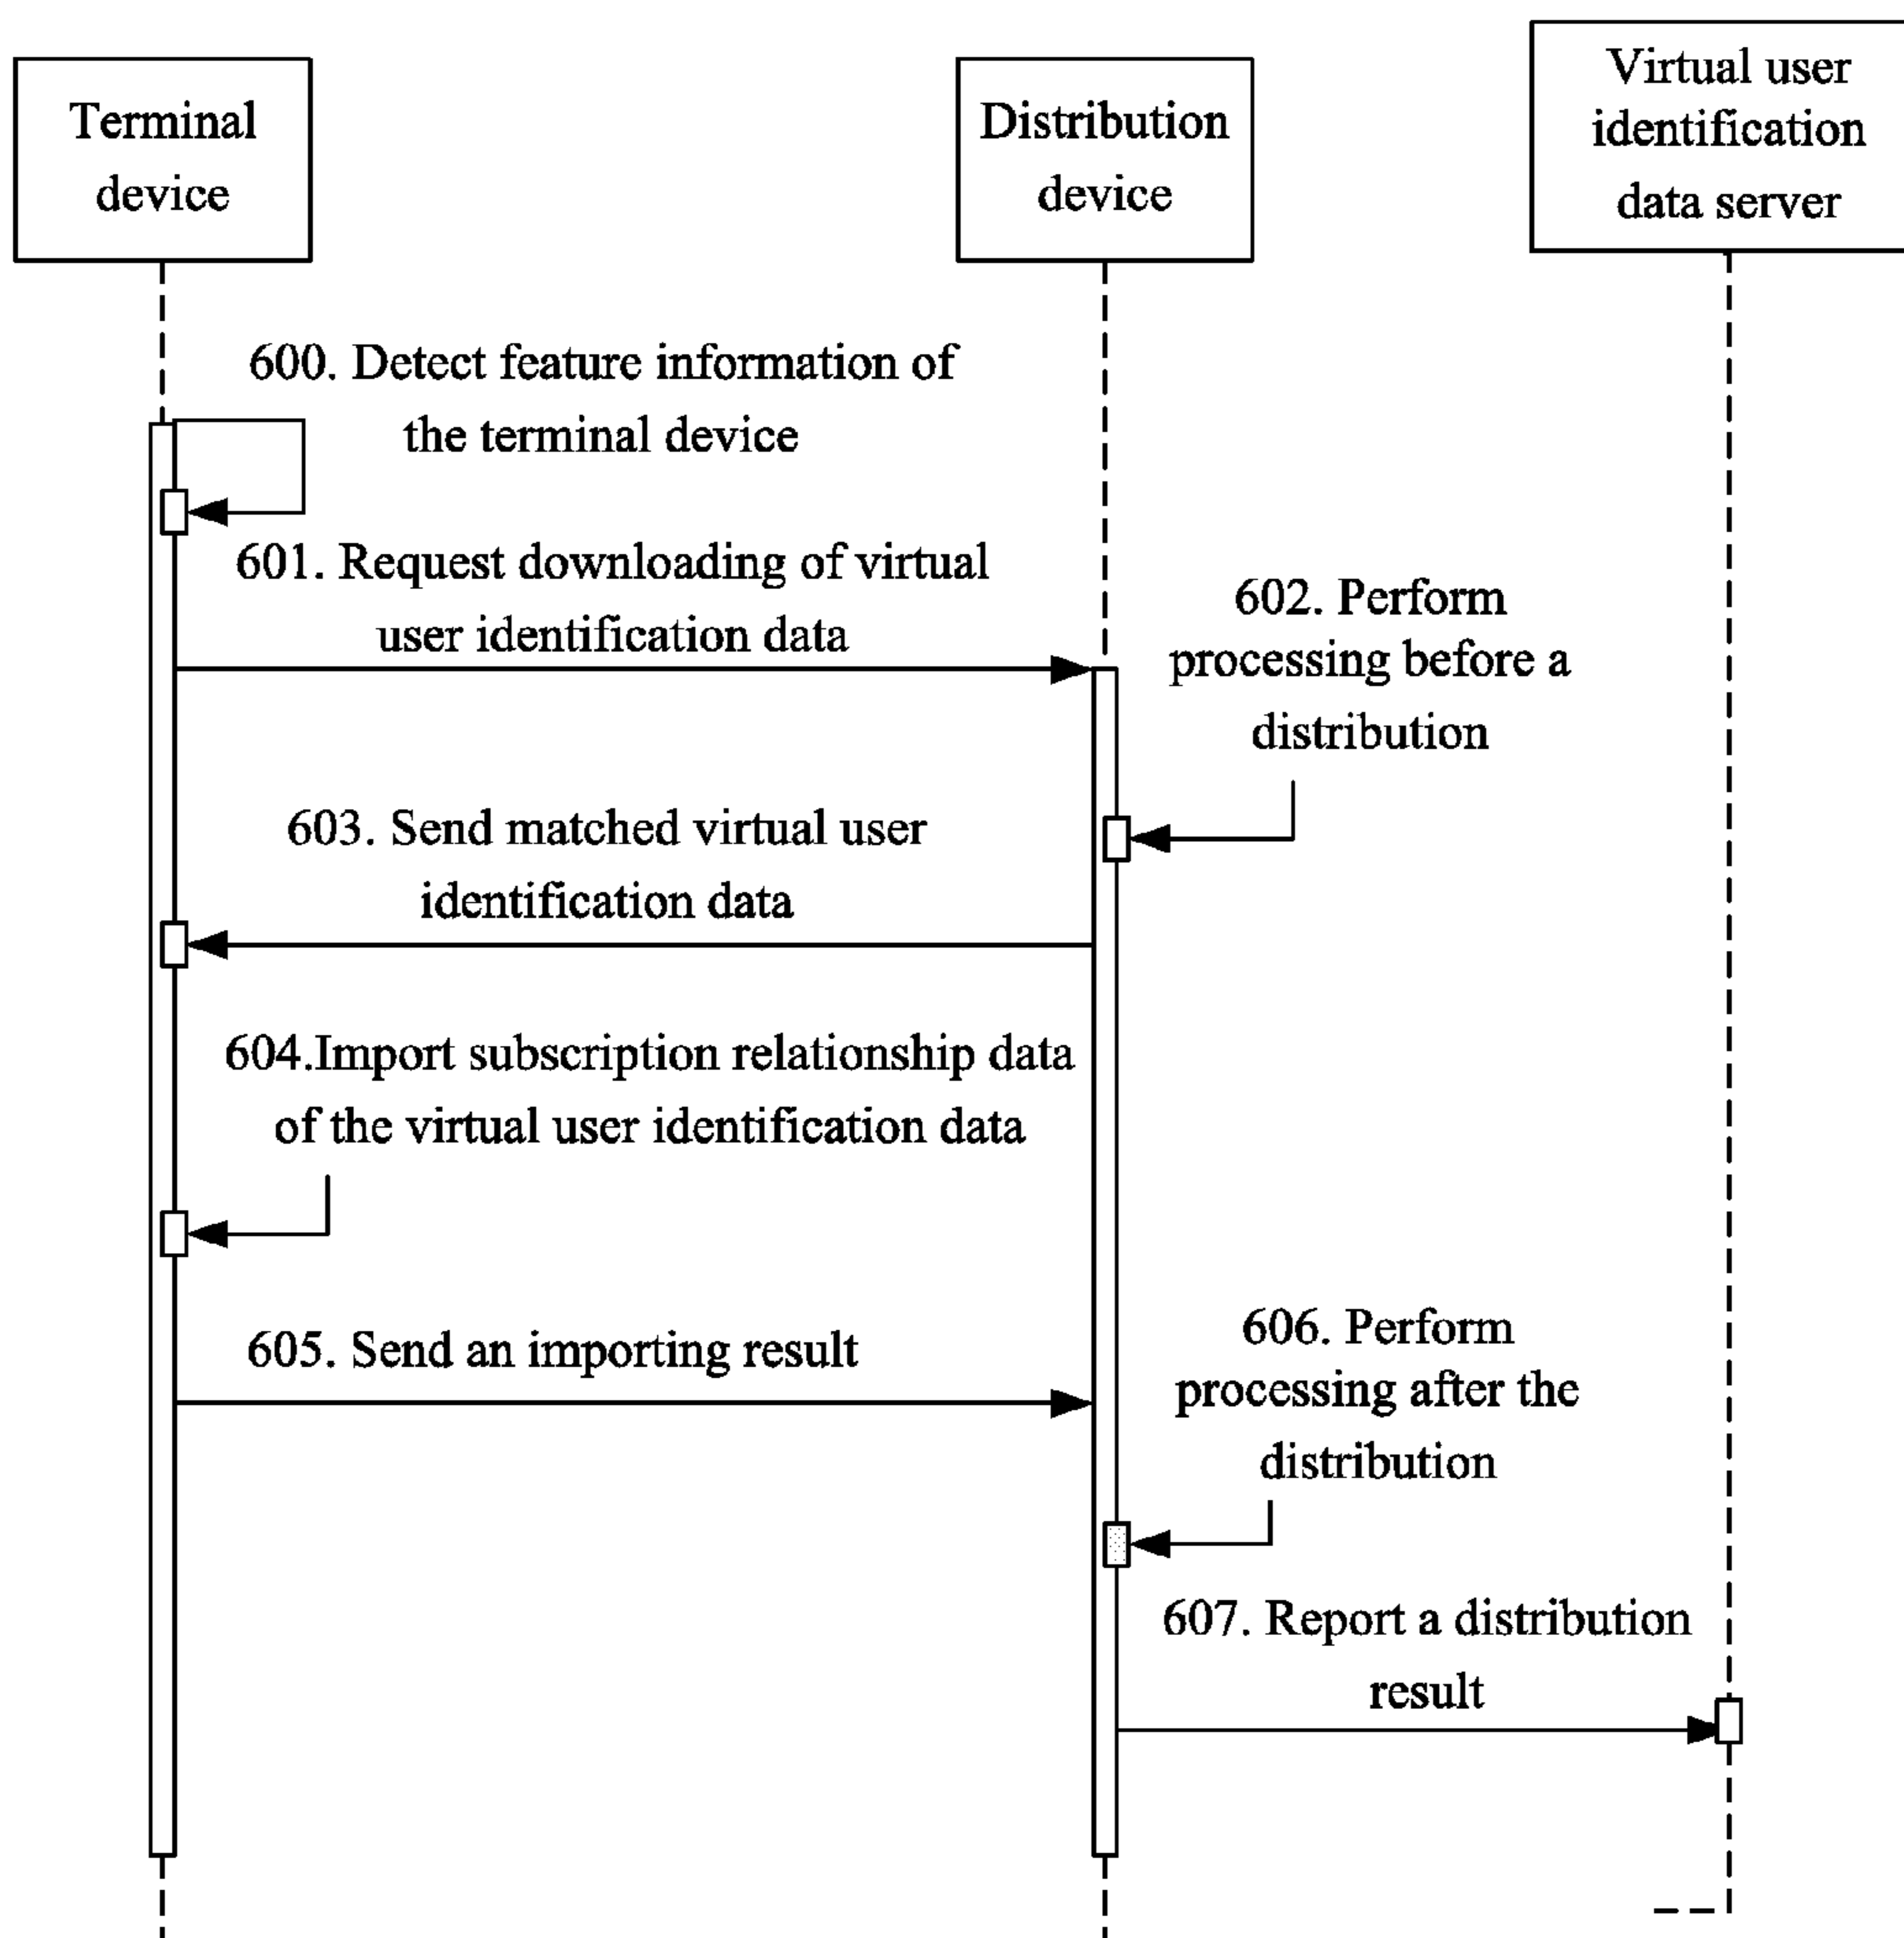 Terminal
device
Distribution
device
Virtual user
identification
data server
600. Detect feature information of
the terminal device
601. Request downloading of virtual
user identification data
602. Perform
processing before a
distribution
603. Send matched virtual user
identification data
604.Import subscription relationship data
of the virtual user identification data
605. Send an importing result
606. Perform
processing after the
distribution
607. Report a distribution
result